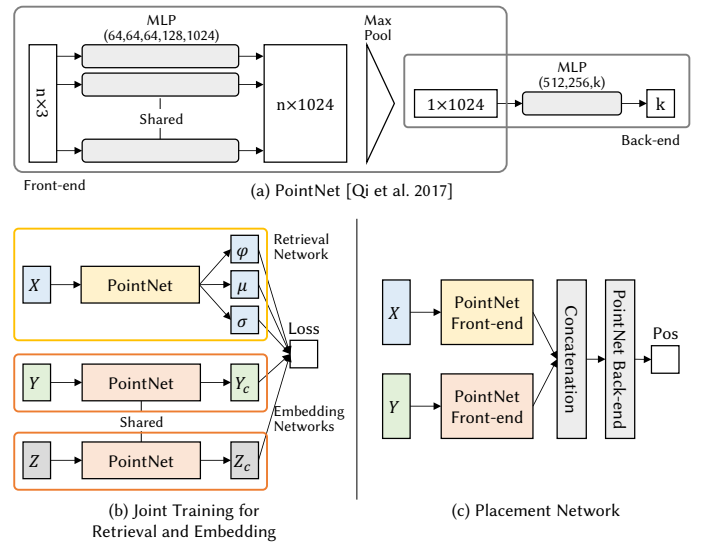 MLP
(64,64,64,128,1024)
Max
Pool
n×3
Shared
n×1024
MLP
(512,256,k)
1×1024
k
Front-end
Back-end
(a) PointNet [Qi et al. 2017]
X
PointNet
φ
μ
σ
Retrieval
Network
Loss
Y
PointNet
Y_c
Shared
Embedding
Networks
Z
PointNet
Z_c
(b) Joint Training for
Retrieval and Embedding
X
PointNet
Front-end
Y
PointNet
Front-end
Concatenation
PointNet Back-end
Pos
(c) Placement Network